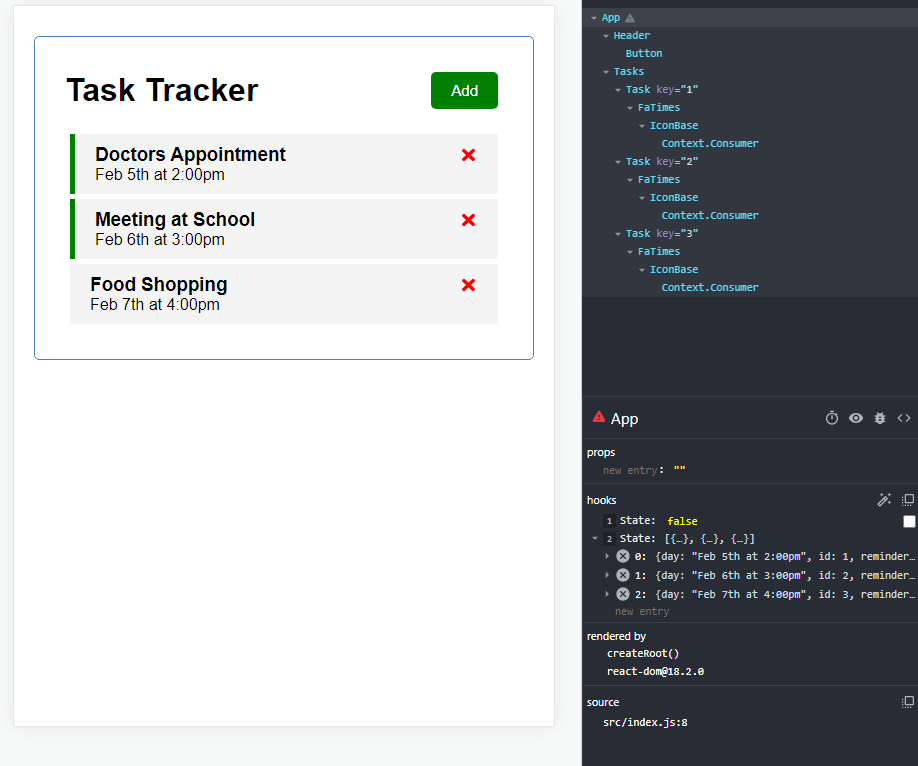 Task Tracker
Add
Doctors Appointment
Feb 5th at 2:00pm
Meeting at School
Feb 6th at 3:00pm
Food Shopping
Feb 7th at 4:00pm
App
Header
Button
Tasks
Task key="1"
FaTimes
IconBase
Context.Consumer
Task key="2"
FaTimes
IconBase
Context.Consumer
Task key="3"
FaTimes
IconBase
Context.Consumer
App
props
new entry: ""
hooks
1 State: false
2 State: [{…}, {…}, {…}]
0: {day: "Feb 5th at 2:00pm", id: 1, reminder…
1: {day: "Feb 6th at 3:00pm", id: 2, reminder…
2: {day: "Feb 7th at 4:00pm", id: 3, reminder…
new entry
rendered by
createRoot()
react-dom@18.2.0
source
src/index.js:8